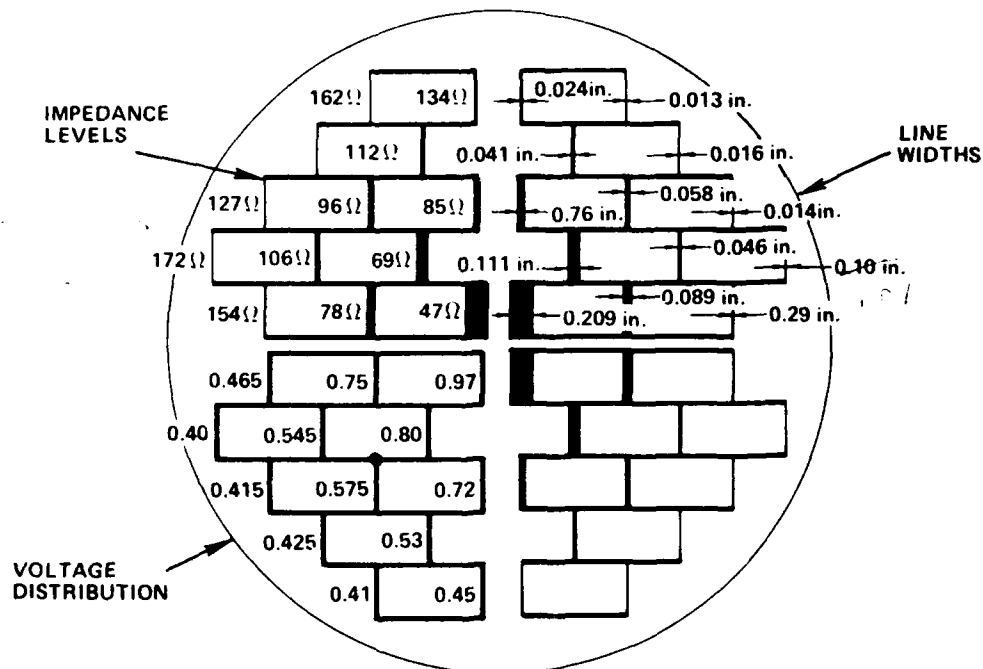 162Ω 134Ω 0.024in. 0.013 in.
IMPEDANCE
LEVELS
LINE
WIDTHS
112Ω 0.041 in. 0.016 in.
127Ω 96Ω 85Ω 0.76 in. 0.058 in. 0.014in.
172Ω 106Ω 69Ω 0.111 in. 0.046 in. 0.10 in.
154Ω 78Ω 47Ω 0.209 in. 0.089 in. 0.29 in.
0.465 0.75 0.97
0.40 0.545 0.80
0.415 0.575 0.72
0.425 0.53
0.41 0.45
VOLTAGE
DISTRIBUTION